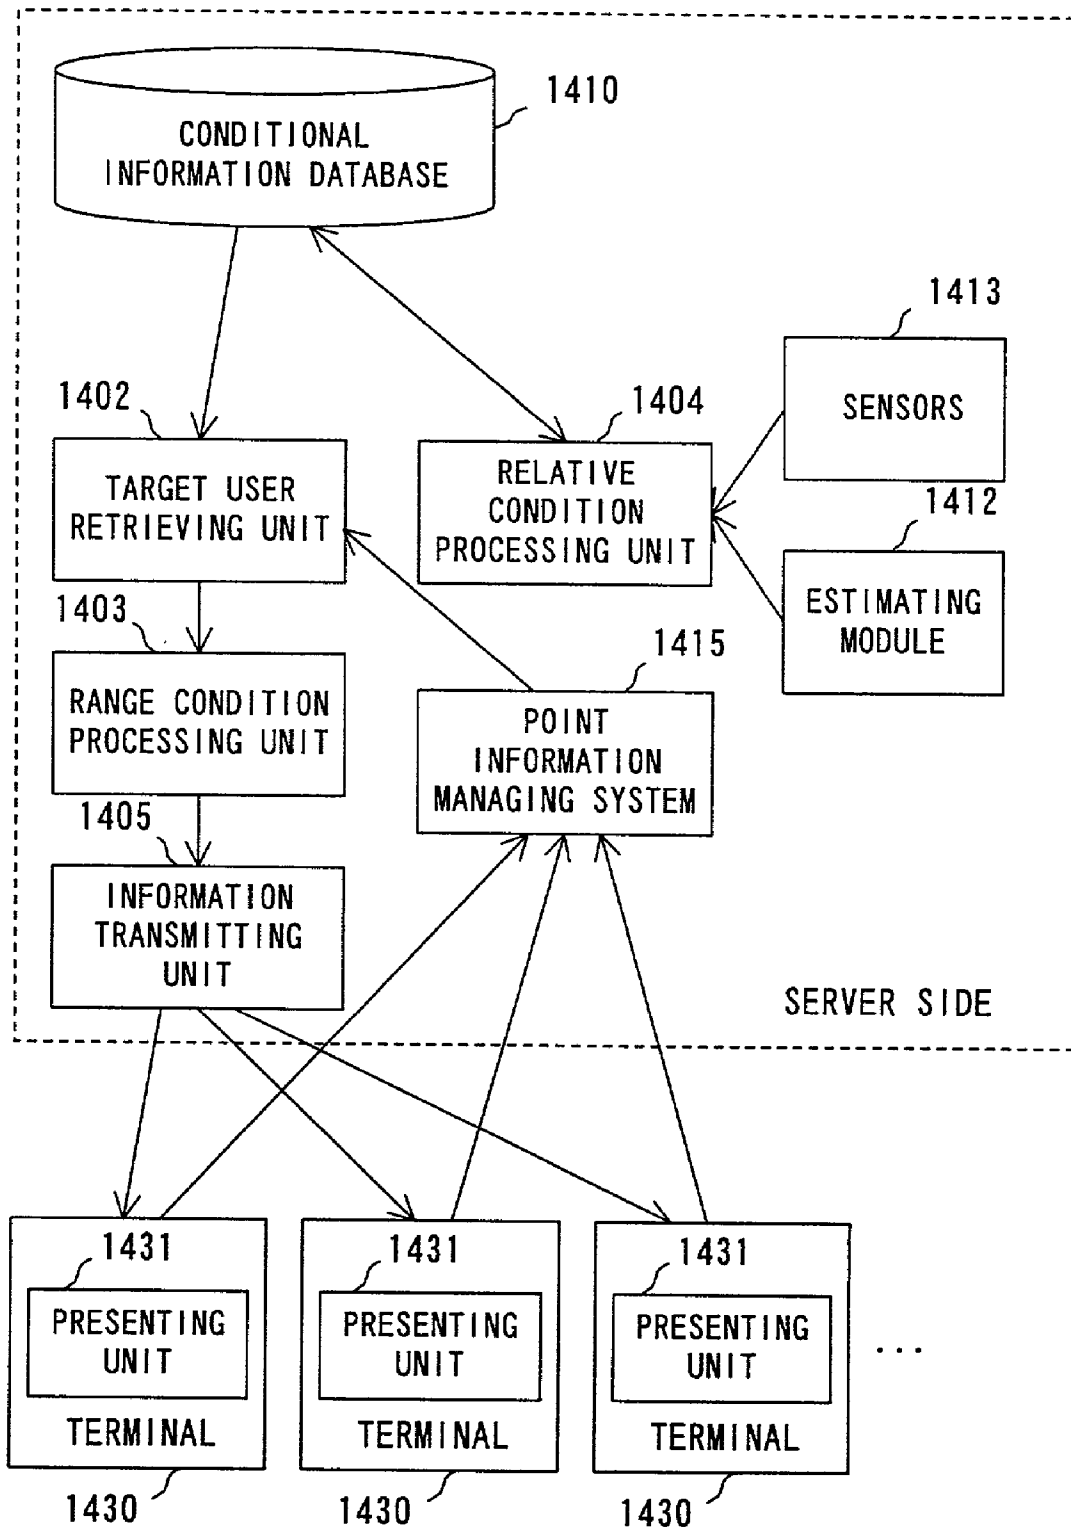 1410
CONDITIONAL
INFORMATION DATABASE
1413
SENSORS
1402
TARGET USER
RETRIEVING UNIT
1404
RELATIVE
CONDITION
PROCESSING UNIT
1412
ESTIMATING
MODULE
1403
RANGE CONDITION
PROCESSING UNIT
1415
POINT
INFORMATION
MANAGING SYSTEM
1405
INFORMATION
TRANSMITTING
UNIT
SERVER SIDE
1431
PRESENTING
UNIT
TERMINAL
1430
1431
PRESENTING
UNIT
TERMINAL
1430
1431
PRESENTING
UNIT
TERMINAL
1430
...